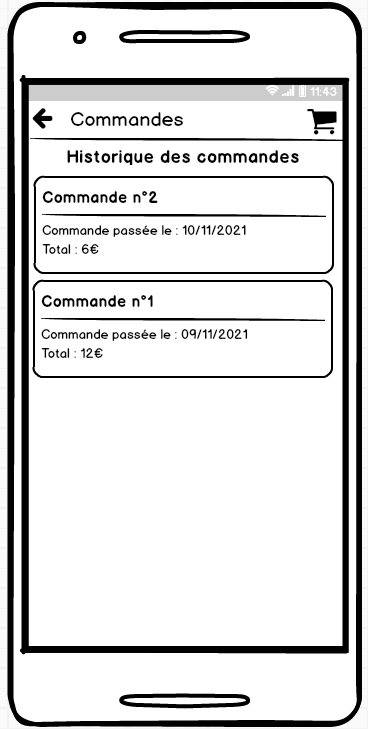 11:43
Commandes
Historique des commandes
Commande n°2
Commande passée le : 10/11/2021
Total : 6€
Commande n°1
Commande passée le : 09/11/2021
Total : 12€